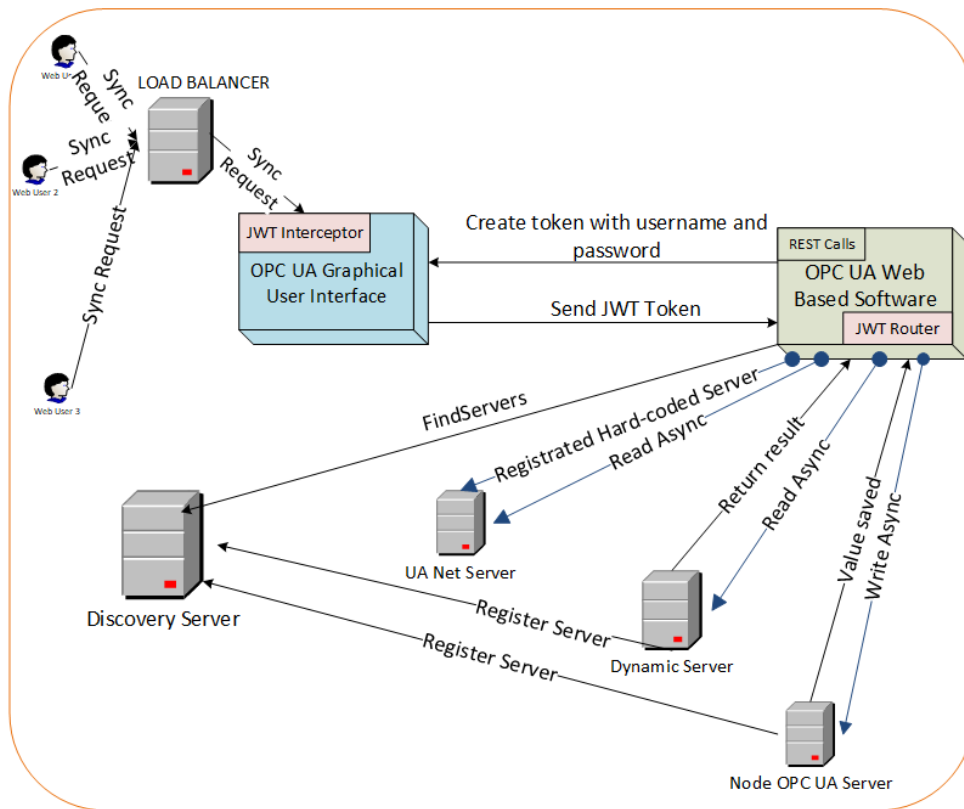 Web U
Sync
Reque
LOAD BALANCER
Sync
Request
Web User 2
Sync
Request
Sync Request
Web User 3
JWT Interceptor
OPC UA Graphical
User Interface
Create token with username and
password
Send JWT Token
REST Calls
OPC UA Web
Based Software
JWT Router
FindServers
Registrated Hard-coded Server
Read Async
Return result
Read Async
Value saved
Write Async
UA Net Server
Discovery Server
Register Server
Register Server
Dynamic Server
Node OPC UA Server